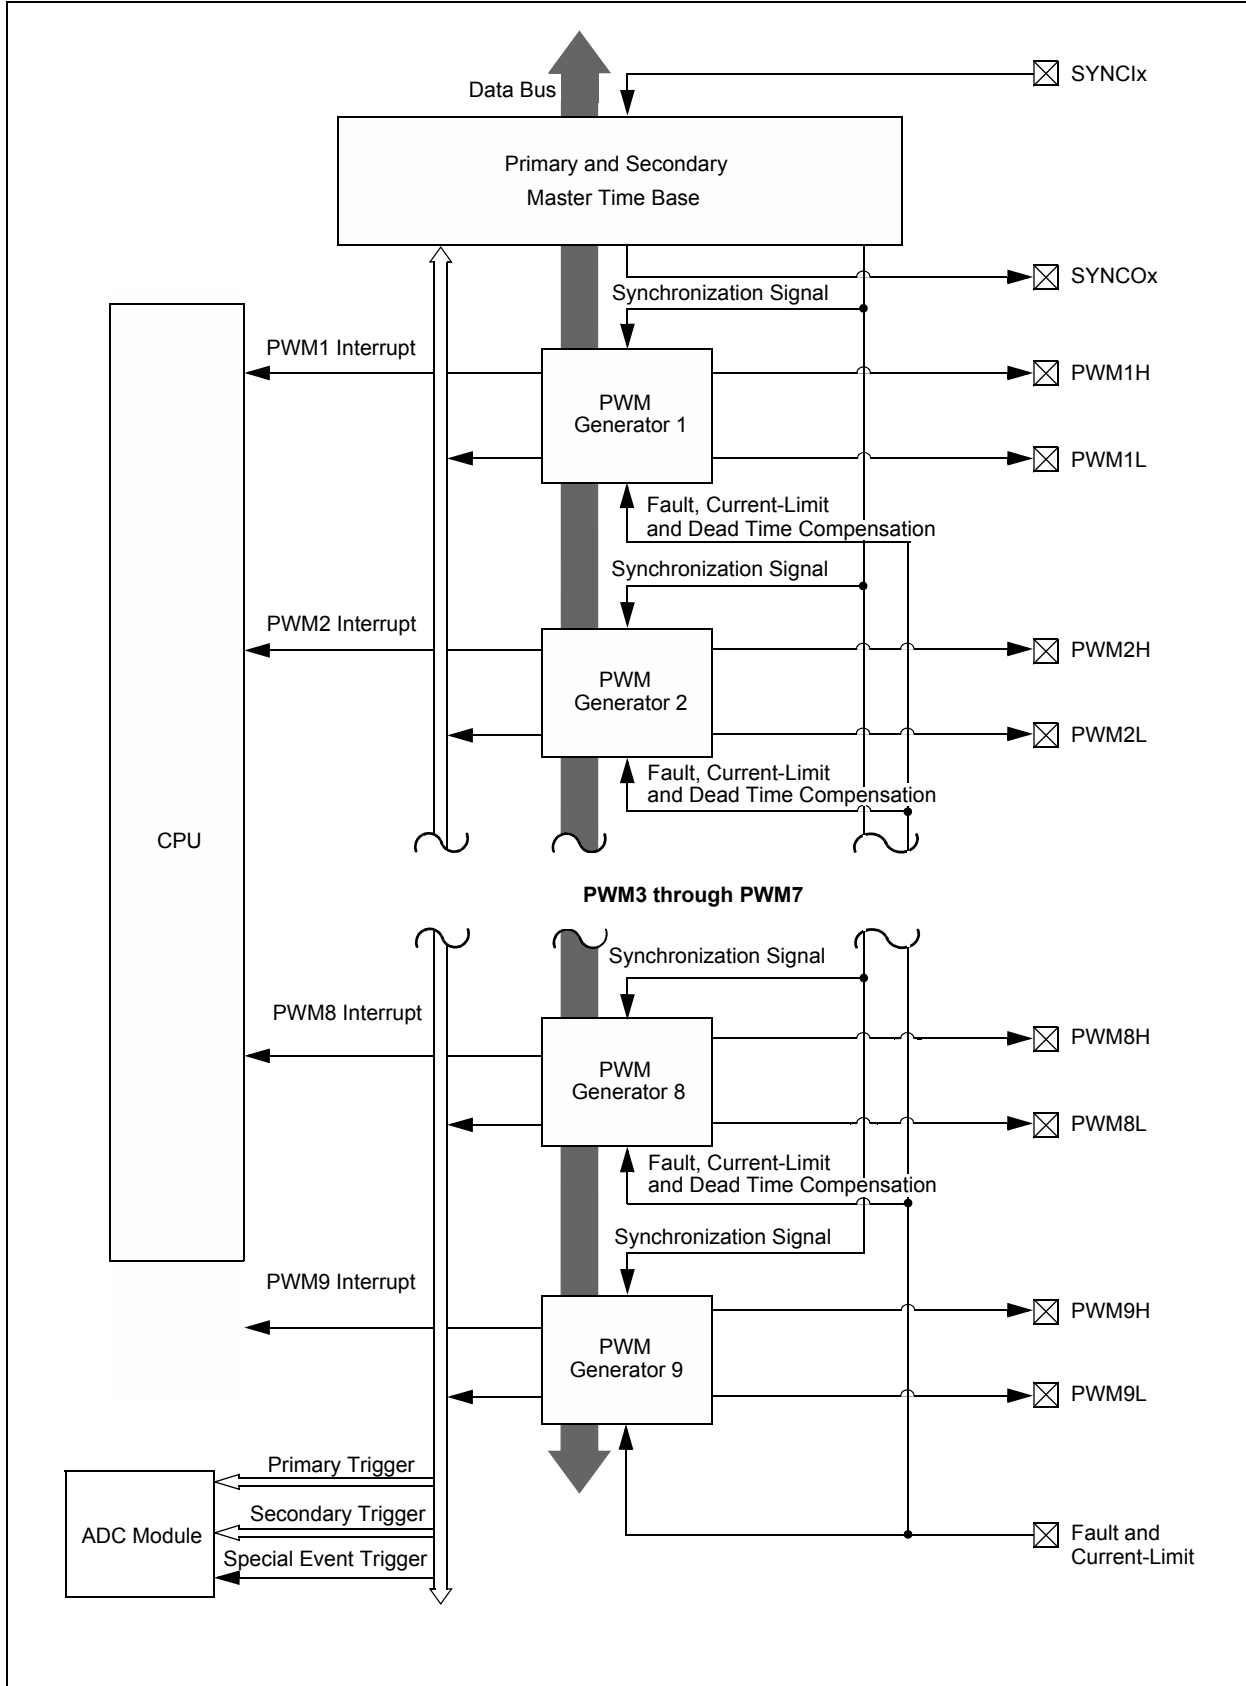 SYNCIx
Data Bus
Primary and Secondary
Master Time Base
SYNCOx
Synchronization Signal
PWM1 Interrupt
PWM1H
PWM
Generator 1
PWM1L
Fault, Current-Limit
and Dead Time Compensation
Synchronization Signal
PWM2 Interrupt
PWM2H
PWM
Generator 2
PWM2L
Fault, Current-Limit
and Dead Time Compensation
CPU
PWM3 through PWM7
Synchronization Signal
PWM8 Interrupt
PWM8H
PWM
Generator 8
PWM8L
Fault, Current-Limit
and Dead Time Compensation
Synchronization Signal
PWM9 Interrupt
PWM9H
PWM
Generator 9
PWM9L
Primary Trigger
Secondary Trigger
ADC Module
Special Event Trigger
Fault and
Current-Limit